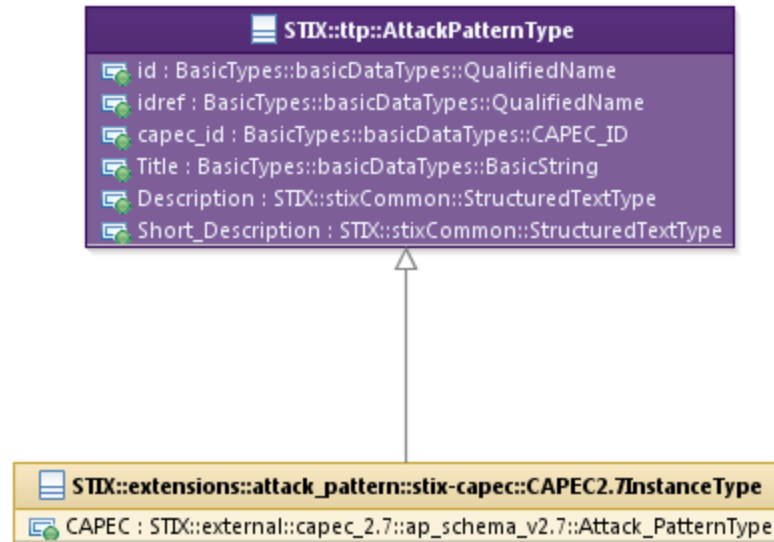 STIX::ttp::AttackPatternType
id : BasicTypes::basicDataTypes::QualifiedName
idref : BasicTypes::basicDataTypes::QualifiedName
capec_id : BasicTypes::basicDataTypes::CAPEC_ID
Title : BasicTypes::basicDataTypes::BasicString
Description : STIX::stixCommon::StructuredTextType
Short_Description : STIX::stixCommon::StructuredTextType
STIX::extensions::attack_pattern::stix-capec::CAPEC2.7InstanceType
CAPEC : STIX::external::capec_2.7::ap_schema_v2.7::Attack_PatternType